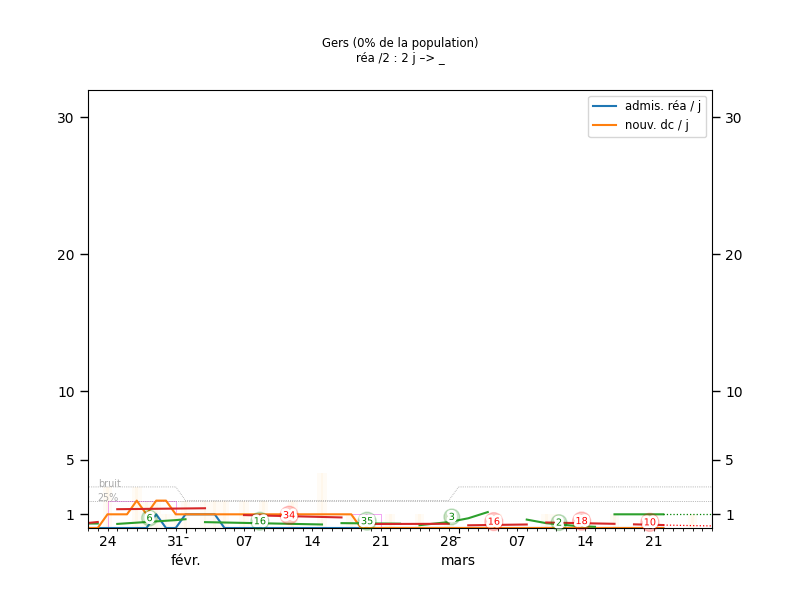 Gers (0% de la population)
réa /2 : 2 j –> _
admis. réa / j
nouv. dc / j
30 30
20 20
10 10
5 5
bruit
25%
1 1
6 16 34 35 3 16 2 18 10
24 31 07 14 21 28 07 14 21
févr. mars